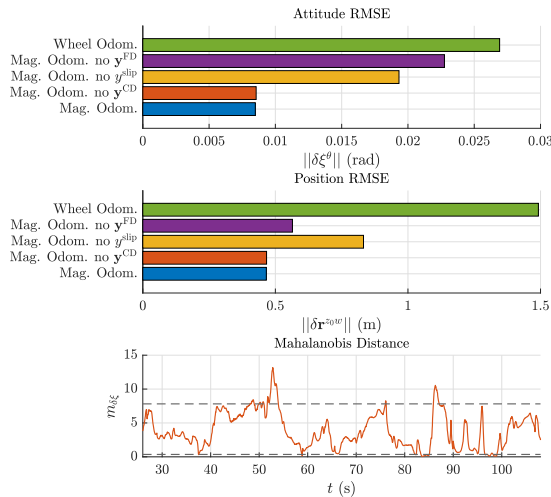 Attitude RMSE
Wheel Odom.
Mag. Odom. no y^FD
Mag. Odom. no y^slip
Mag. Odom. no y^CD
Mag. Odom.
0 0.005 0.01 0.015 0.02 0.025 0.03
||δξ^θ|| (rad)
Position RMSE
Wheel Odom.
Mag. Odom. no y^FD
Mag. Odom. no y^slip
Mag. Odom. no y^CD
Mag. Odom.
0 0.5 1 1.5
||δr^{z₀w}|| (m)
Mahalanobis Distance
15
10
5
0
m_δξ
30 40 50 60 70 80 90 100
t (s)